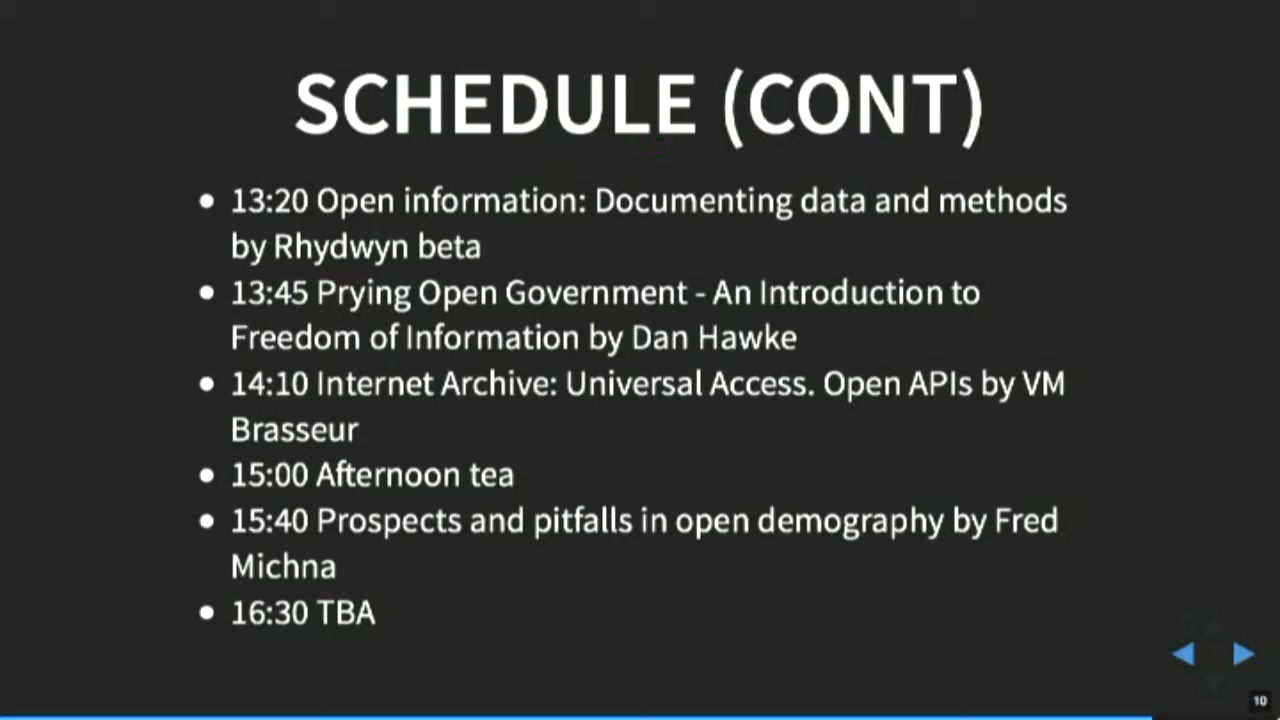 SCHEDULE (CONT)
• 13:20 Open information: Documenting data and methods
by Rhydwyn beta
• 13:45 Prying Open Government - An Introduction to
Freedom of Information by Dan Hawke
• 14:10 Internet Archive: Universal Access. Open APIs by VM
Brasseur
• 15:00 Afternoon tea
• 15:40 Prospects and pitfalls in open demography by Fred
Michna
• 16:30 TBA
10